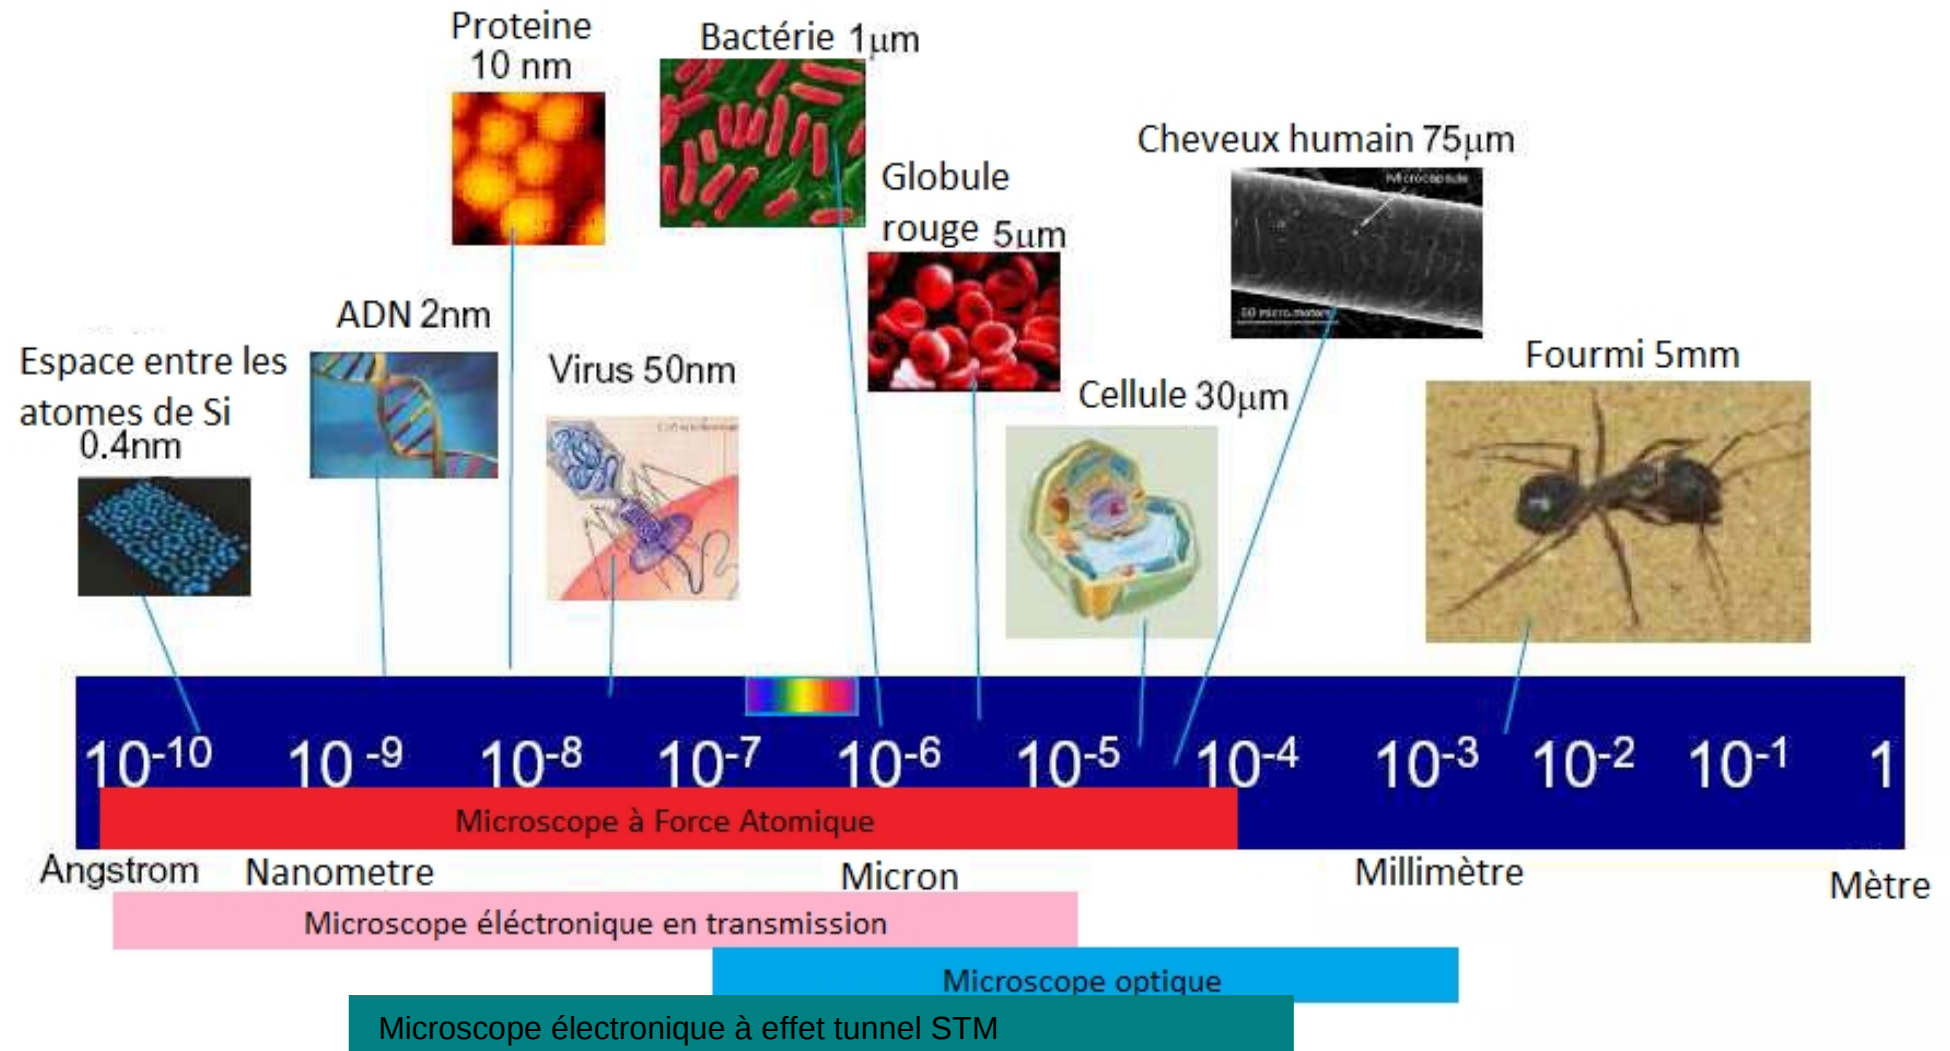 Proteine
10 nm
Bactérie 1μm
Cheveux humain 75μm
Microcapsule
Globule
rouge 5μm
ADN 2nm
Espace entre les
atomes de Si
0.4nm
Virus 50nm
Cellule 30μm
Fourmi 5mm
10⁻¹⁰ 10⁻⁹ 10⁻⁸ 10⁻⁷ 10⁻⁶ 10⁻⁵ 10⁻⁴ 10⁻³ 10⁻² 10⁻¹ 1
Microscope à Force Atomique
Angstrom Nanometre Micron Millimètre Mètre
Microscope éléctronique en transmission
Microscope optique
Microscope électronique à effet tunnel STM